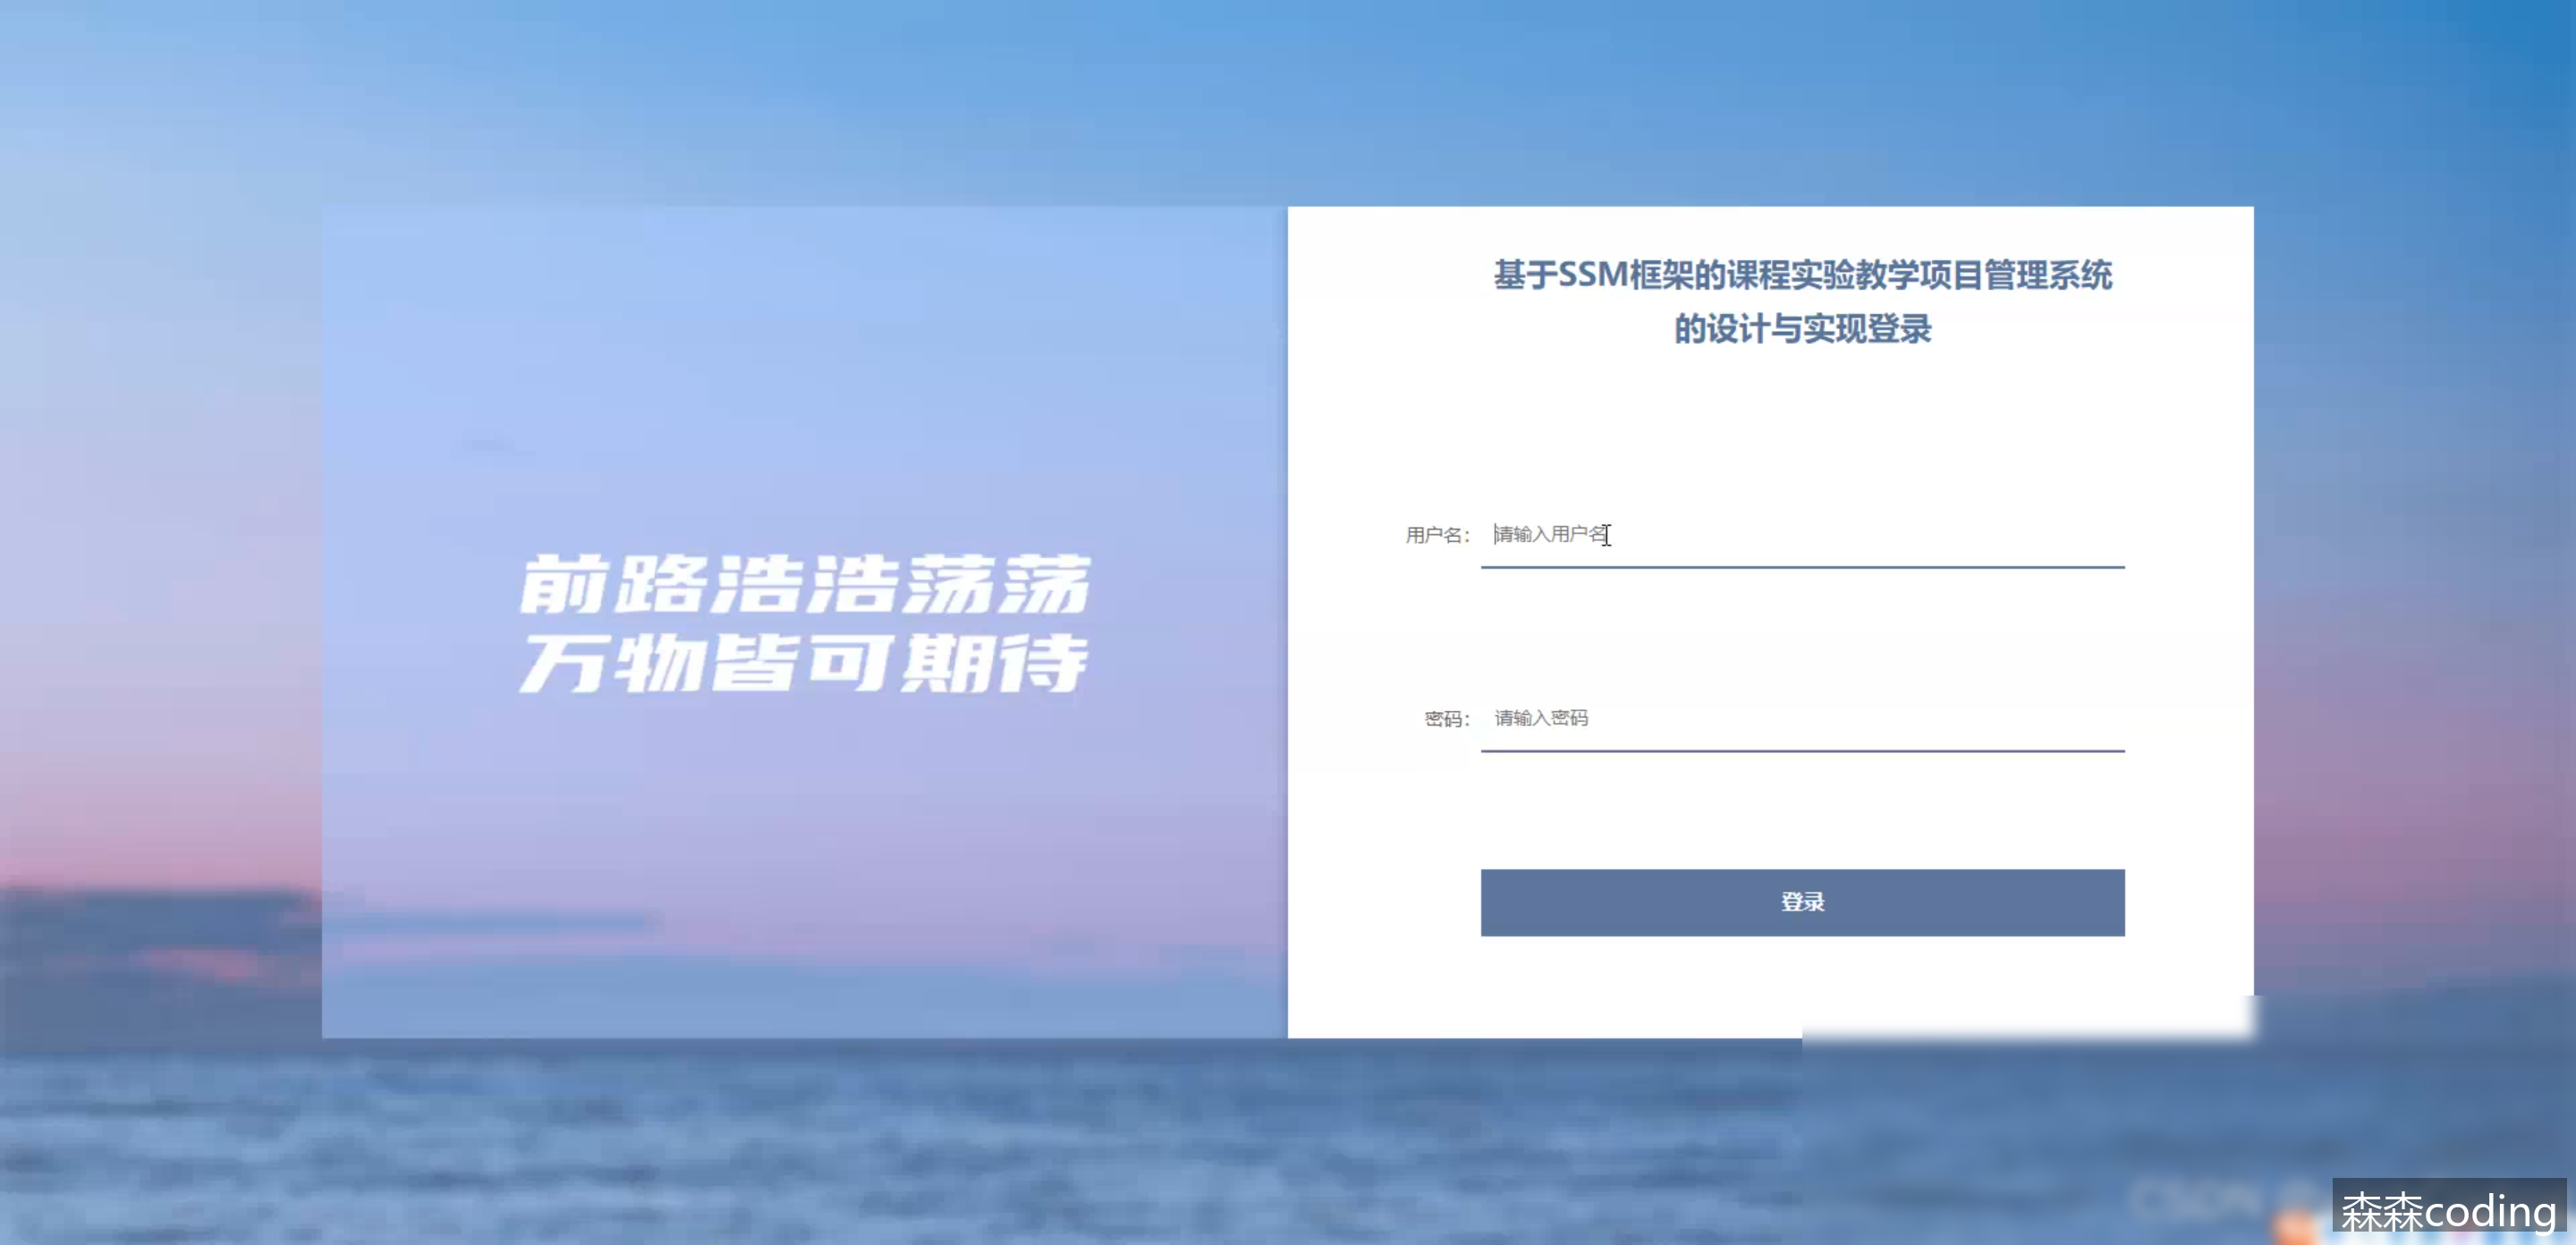 前路浩浩荡荡
万物皆可期待
基于SSM框架的课程实验教学项目管理系统
的设计与实现登录
用户名：
请输入用户名
密码：
请输入密码
登录
CSDN
森森coding